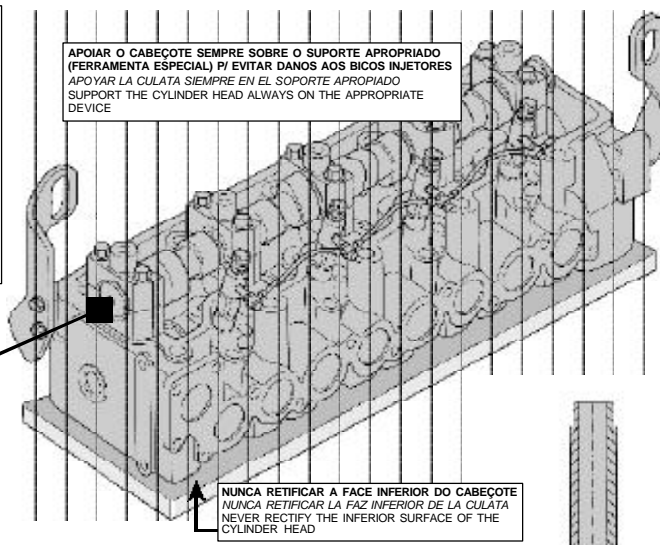 APOIAR O CABEÇOTE SEMPRE SOBRE O SUPORTE APROPRIADO
(FERRAMENTA ESPECIAL) P/ EVITAR DANOS AOS BICOS INJETORES
APOYAR LA CULATA SIEMPRE EN EL SOPORTE APROPIADO
SUPPORT THE CYLINDER HEAD ALWAYS ON THE APPROPRIATE
DEVICE
NUNCA RETIFICAR A FACE INFERIOR DO CABEÇOTE
NUNCA RETIFICAR LA FAZ INFERIOR DE LA CULATA
NEVER RECTIFY THE INFERIOR SURFACE OF THE
CYLINDER HEAD